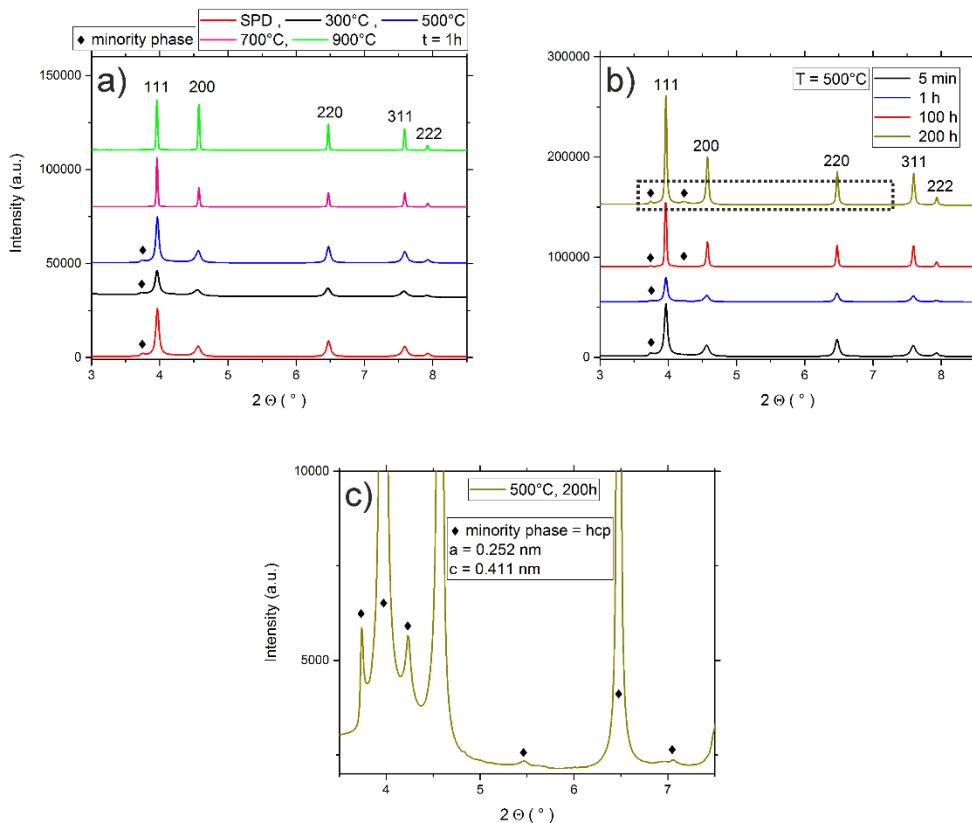 SPD , 300°C, 500°C
♦ minority phase 700°C, 900°C t = 1h
a)
150000
100000
50000
0
Intensity (a.u.)
111 200 220 311 222
3 4 5 6 7 8
2 Θ ( ° )
b)
T = 500°C
5 min
1 h
100 h
200 h
300000
200000
100000
0
Intensity (a.u.)
111
200
220
311
222
3 4 5 6 7 8
2 Θ ( ° )
c)
500°C, 200h
♦ minority phase = hcp
a = 0.252 nm
c = 0.411 nm
10000
5000
Intensity (a.u.)
4 5 6 7
2 Θ ( ° )